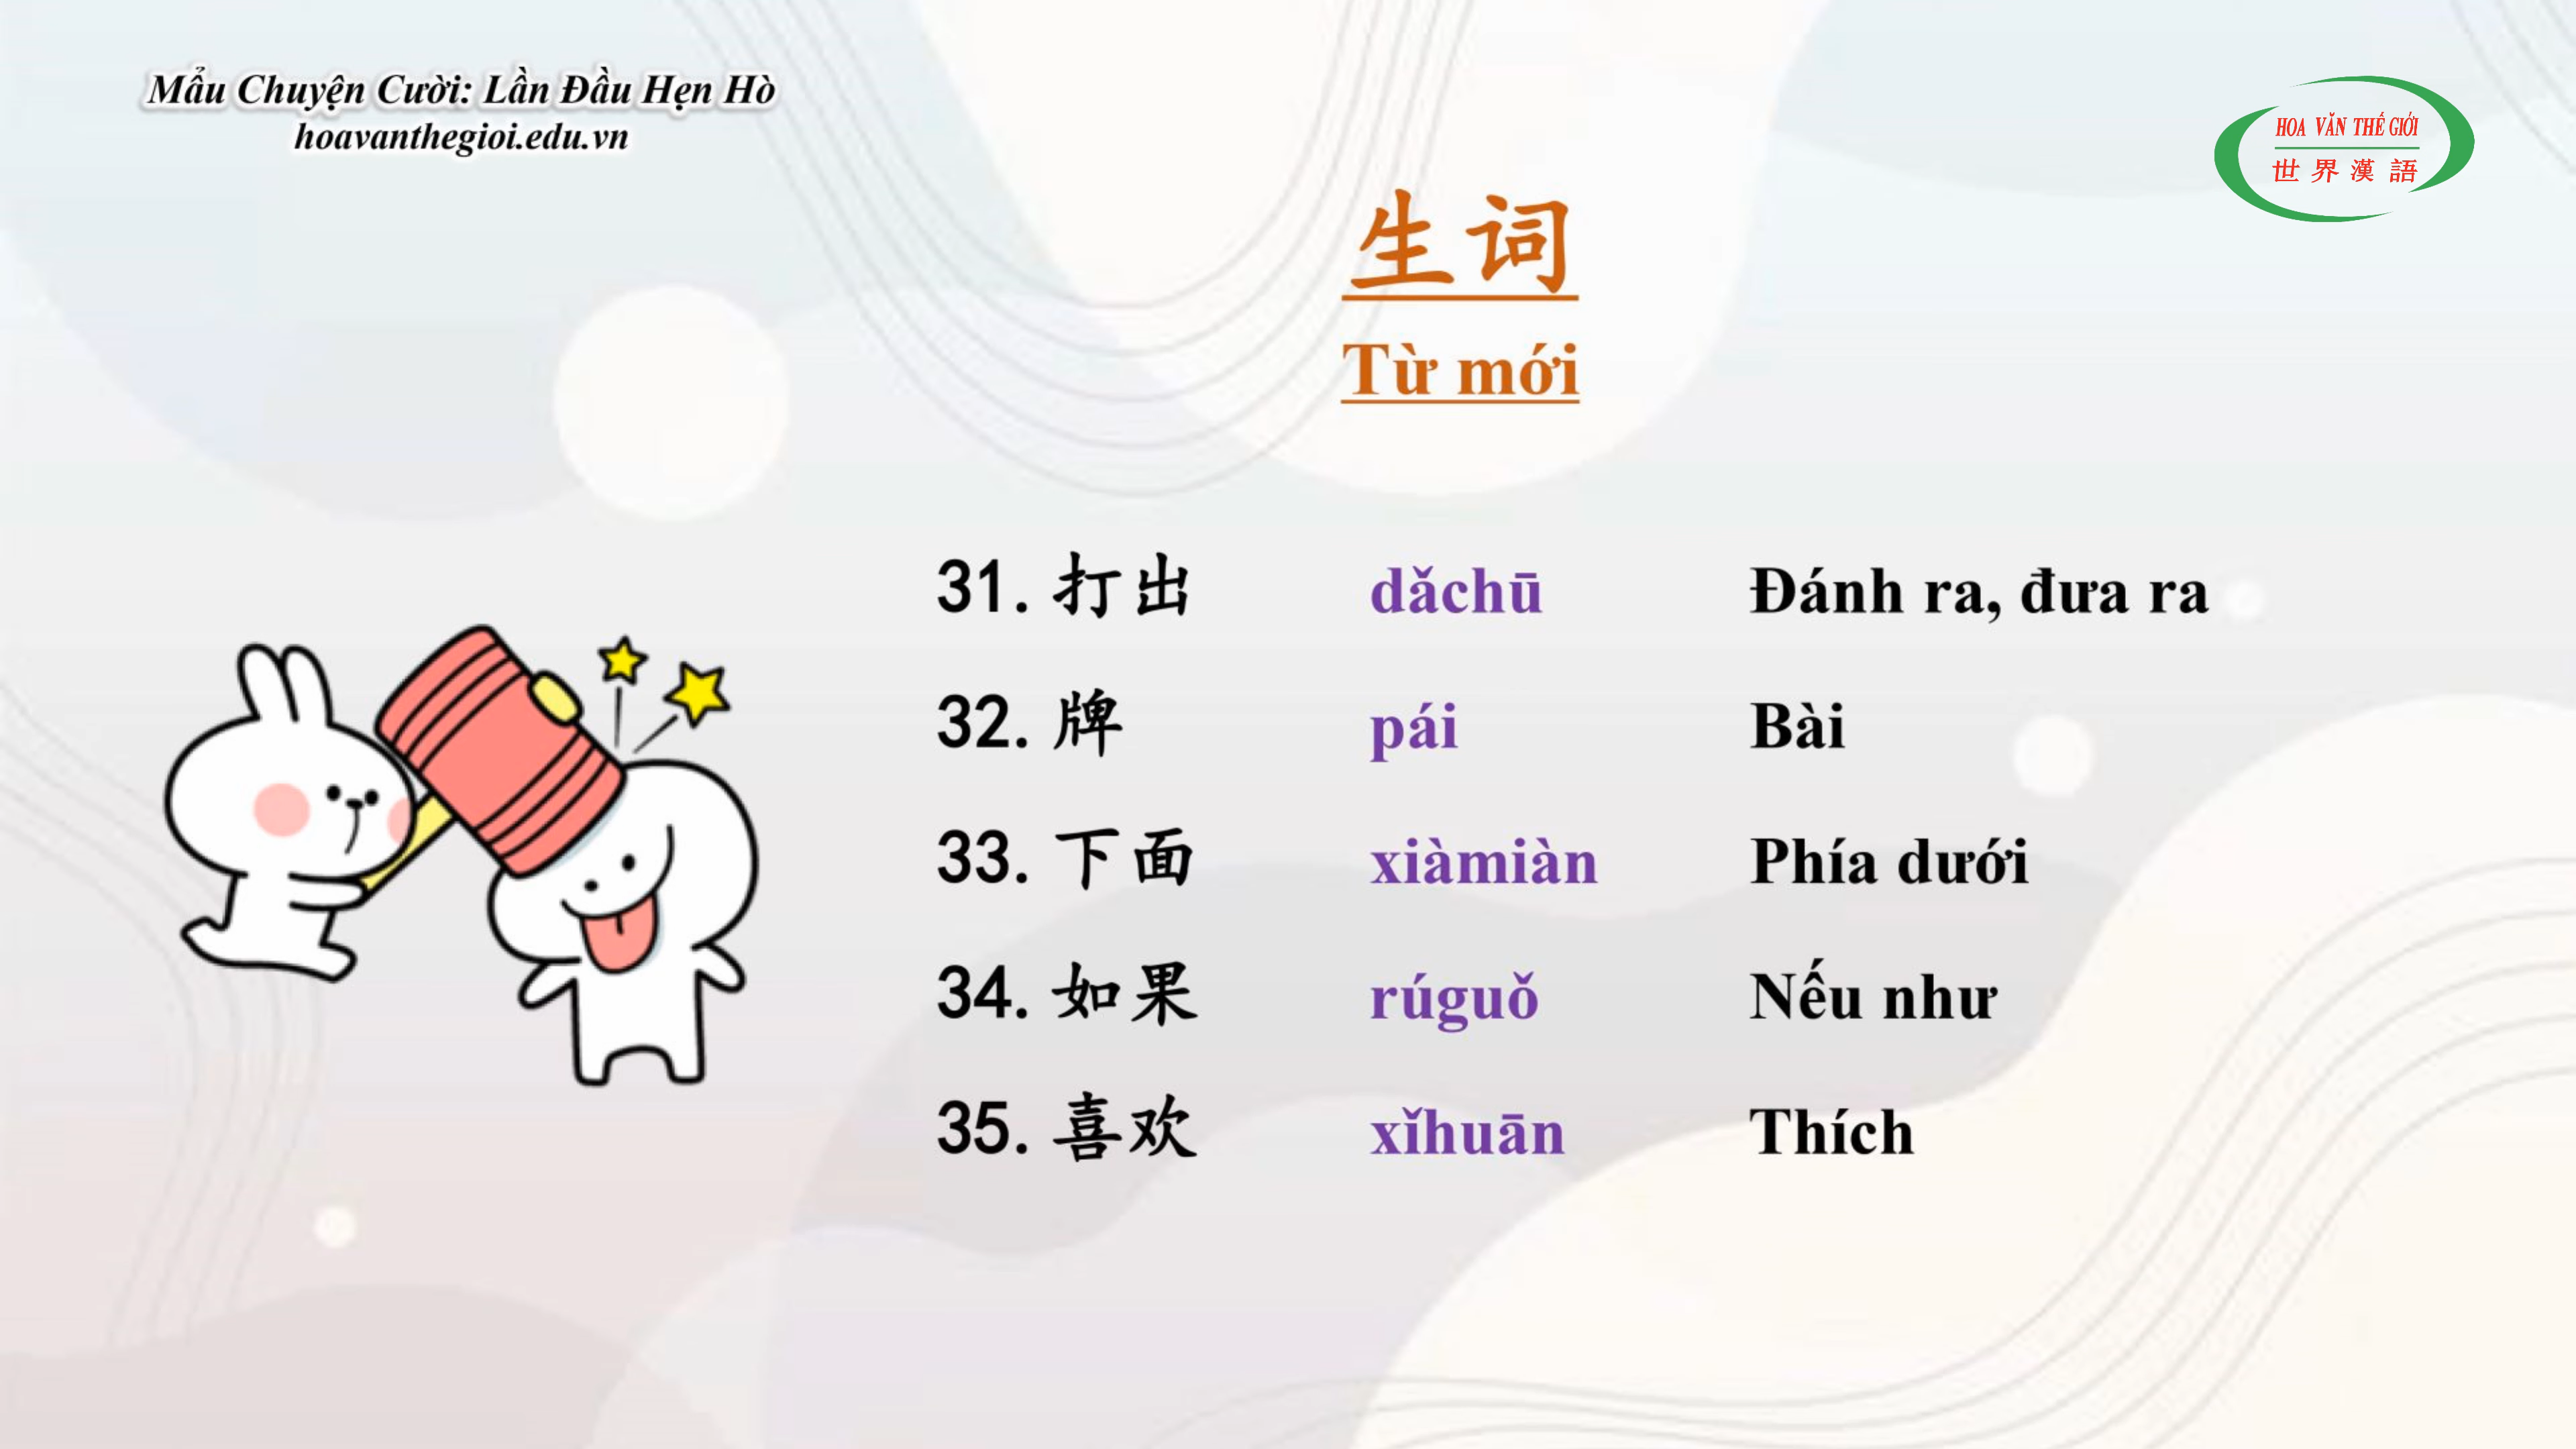 Mẩu Chuyện Cười: Lần Đầu Hẹn Hò
hoavanthegioi.edu.vn
HOA VĂN THẾ GIỚI
世界漢語
生词
Từ mới
31. 打出 dǎchū Đánh ra, đưa ra
32. 牌 pái Bài
33. 下面 xiàmiàn Phía dưới
34. 如果 rúguǒ Nếu như
35. 喜欢 xǐhuān Thích